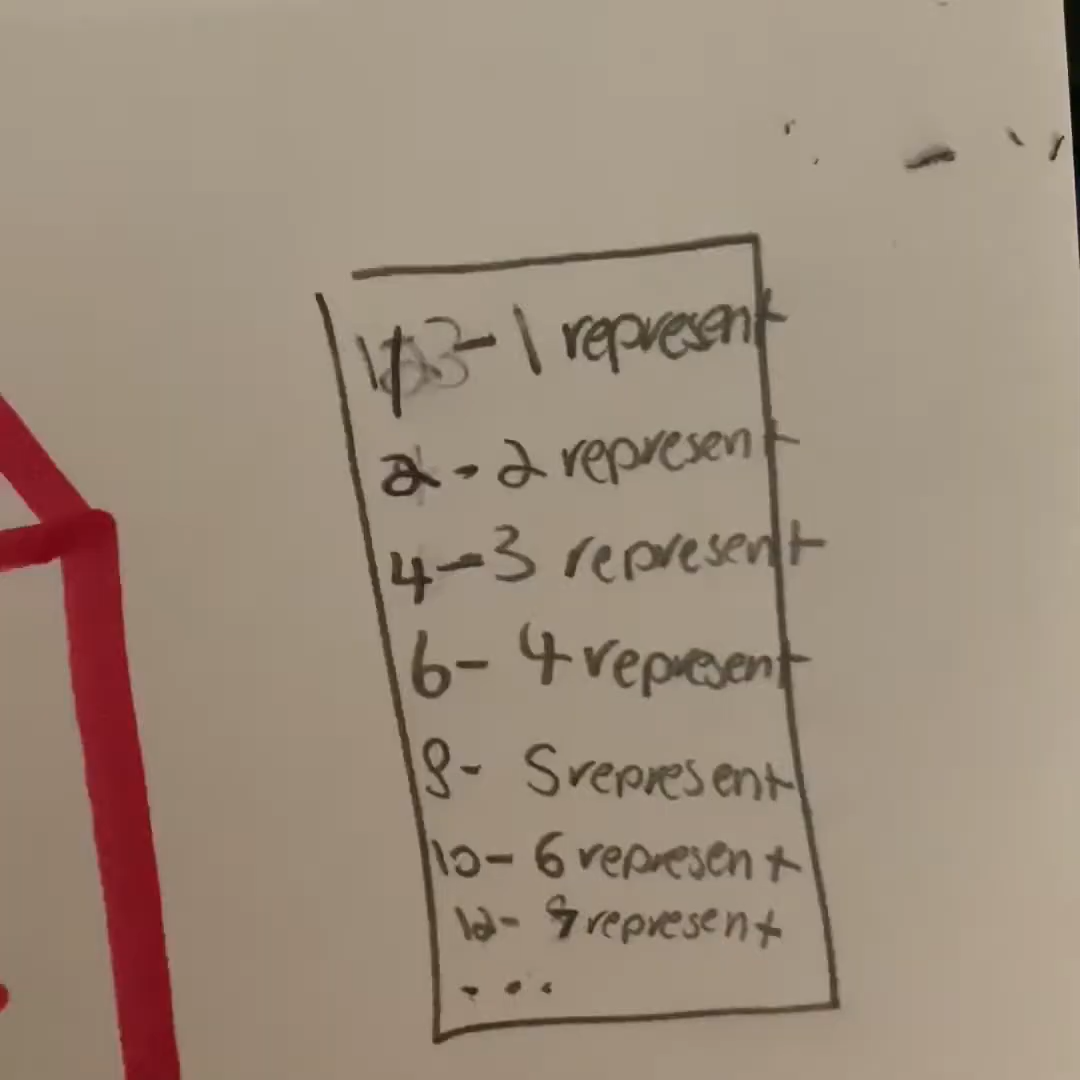 1 - 1 represent
2 - 2 represent
4 - 3 represent
6 - 4 represent
8 - 5 represent
10 - 6 represent
12 - 7 represent
...